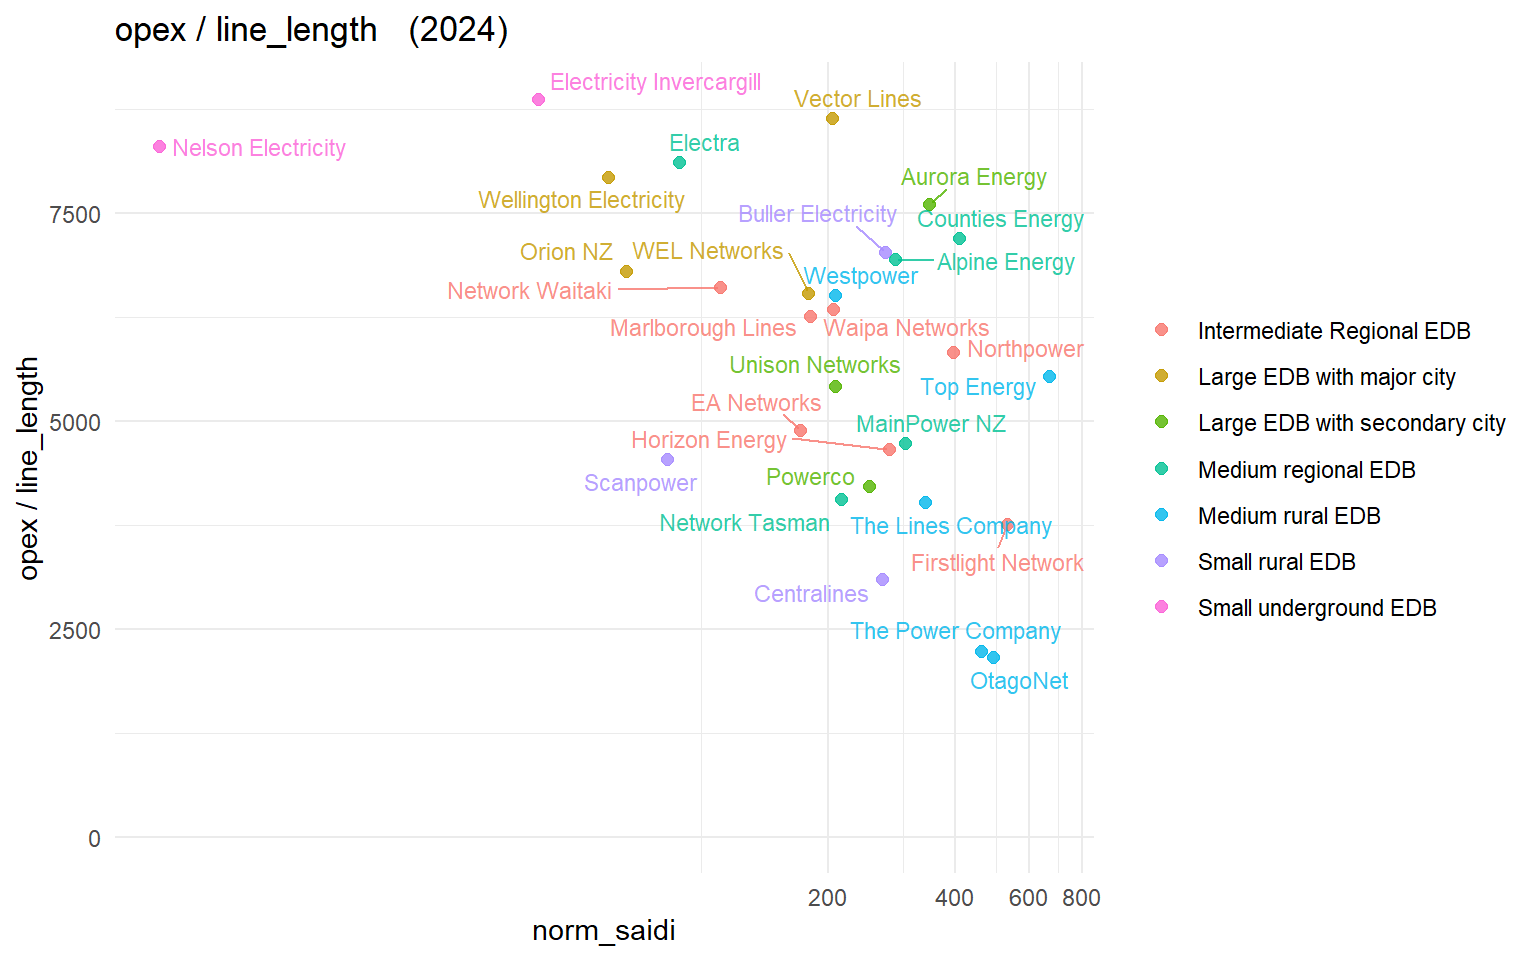 opex / line_length (2024)
Electricity Invercargill
Vector Lines
Nelson Electricity
Electra
Aurora Energy
Wellington Electricity
Buller Electricity
Counties Energy
Orion NZ
WEL Networks
Alpine Energy
Westpower
Network Waitaki
Marlborough Lines
Waipa Networks
Northpower
Unison Networks
Top Energy
EA Networks
MainPower NZ
Horizon Energy
Scanpower
Powerco
Network Tasman
The Lines Company
Firstlight Network
Centralines
The Power Company
OtagoNet
7500
5000
2500
0
opex / line_length
200
400
600
800
norm_saidi
Intermediate Regional EDB
Large EDB with major city
Large EDB with secondary city
Medium regional EDB
Medium rural EDB
Small rural EDB
Small underground EDB